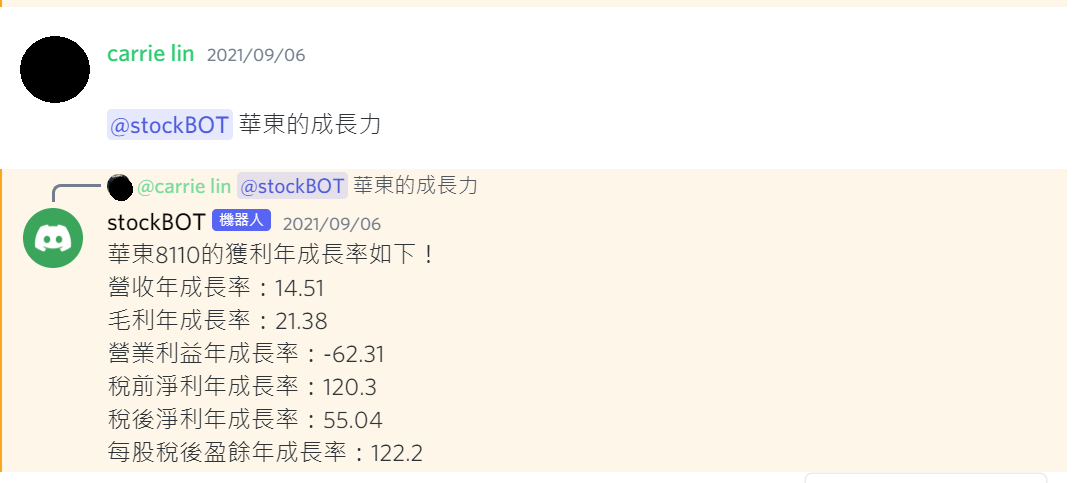 carrie lin 2021/09/06
@stockBOT 華東的成長力
@carrie lin @stockBOT 華東的成長力
stockBOT 機器人 2021/09/06
華東8110的獲利年成長率如下！
營收年成長率：14.51
毛利年成長率：21.38
營業利益年成長率：-62.31
稅前淨利年成長率：120.3
稅後淨利年成長率：55.04
每股稅後盈餘年成長率：122.2